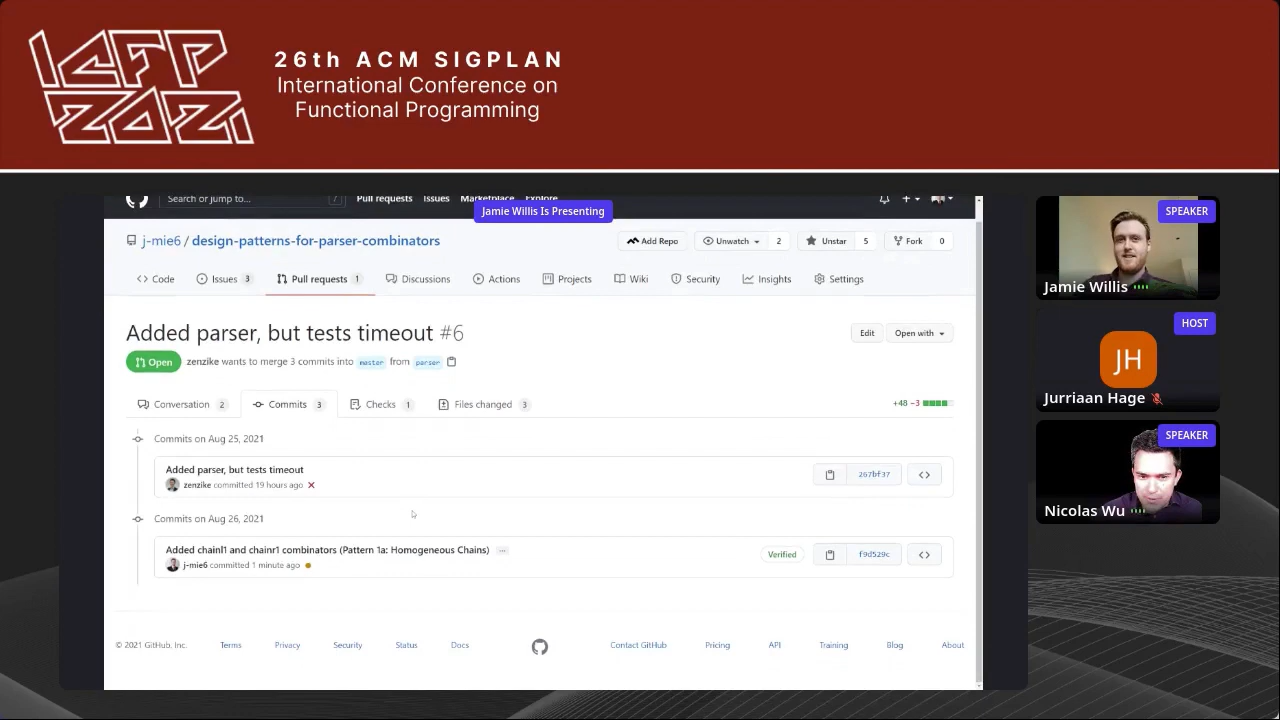 ICFP
2021
26th ACM SIGPLAN
International Conference on
Functional Programming
Search or jump to...
/
Pull requests
Issues
Marketplace
Explore
Jamie Willis Is Presenting
j-mie6 / design-patterns-for-parser-combinators
Add Repo
Unwatch 2
Unstar 5
Fork 0
Code
Issues 3
Pull requests 1
Discussions
Actions
Projects
Wiki
Security
Insights
Settings
Added parser, but tests timeout #6
Edit
Open with
Open
zenzike wants to merge 3 commits into master from parser
Conversation 2
Commits 3
Checks 1
Files changed 3
+48 −3
Commits on Aug 25, 2021
Added parser, but tests timeout
zenzike committed 19 hours ago
267bf37
Commits on Aug 26, 2021
Added chainl1 and chainr1 combinators (Pattern 1a: Homogeneous Chains)
j-mie6 committed 1 minute ago
Verified
f9d529c
© 2021 GitHub, Inc.
Terms
Privacy
Security
Status
Docs
Contact GitHub
Pricing
API
Training
Blog
About
SPEAKER
Jamie Willis
HOST
JH
Jurriaan Hage
SPEAKER
Nicolas Wu